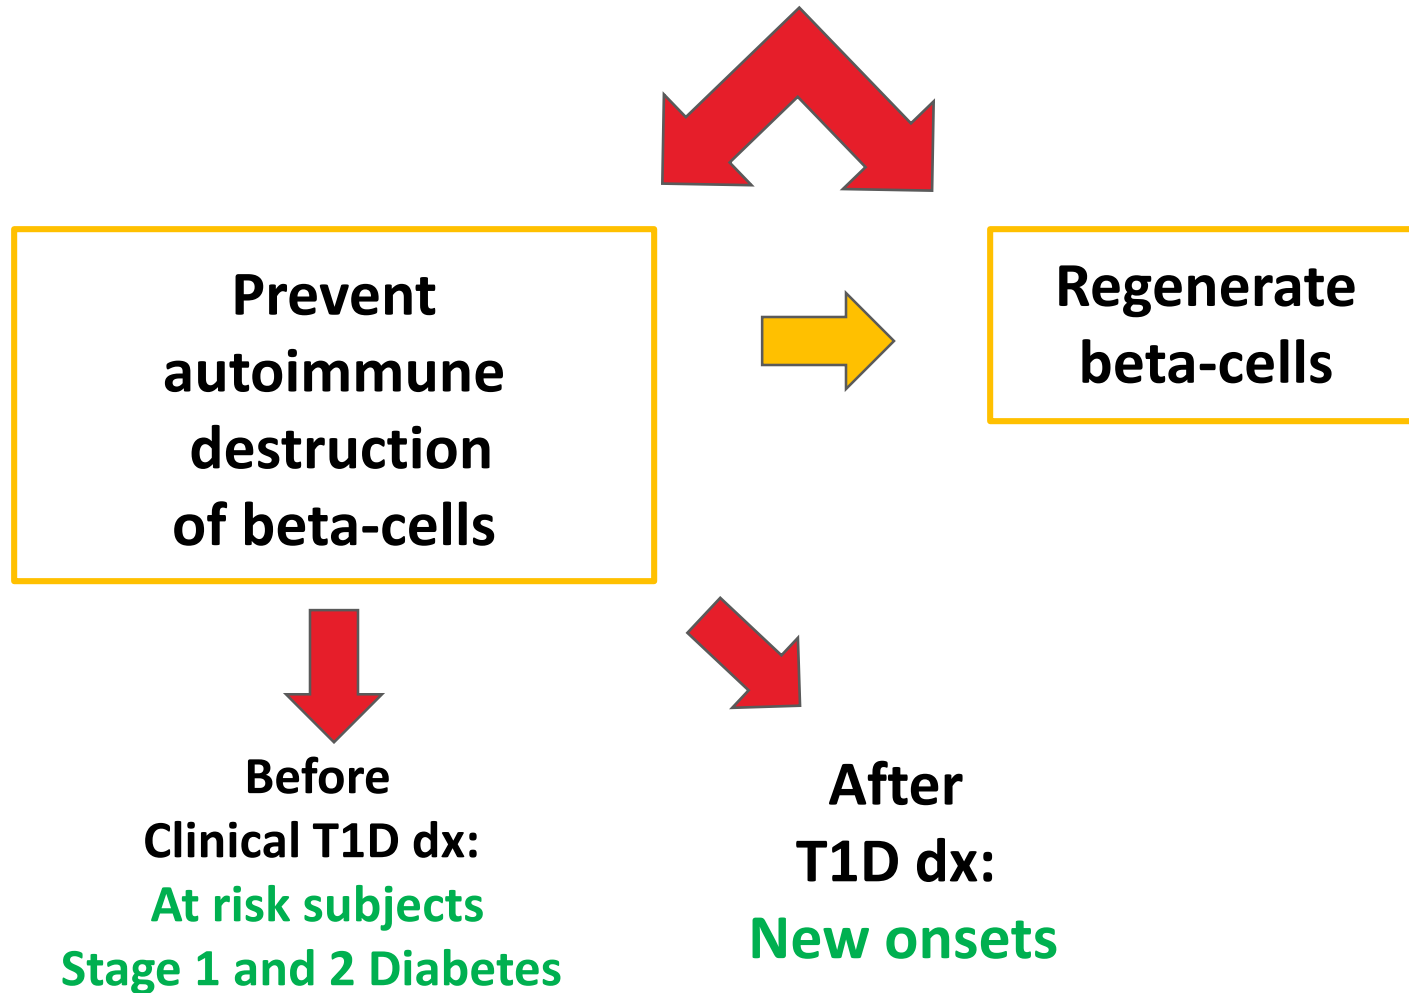 Prevent
autoimmune
destruction
of beta-cells
Regenerate
beta-cells
Before
Clinical T1D dx:
At risk subjects
Stage 1 and 2 Diabetes
After
T1D dx:
New onsets